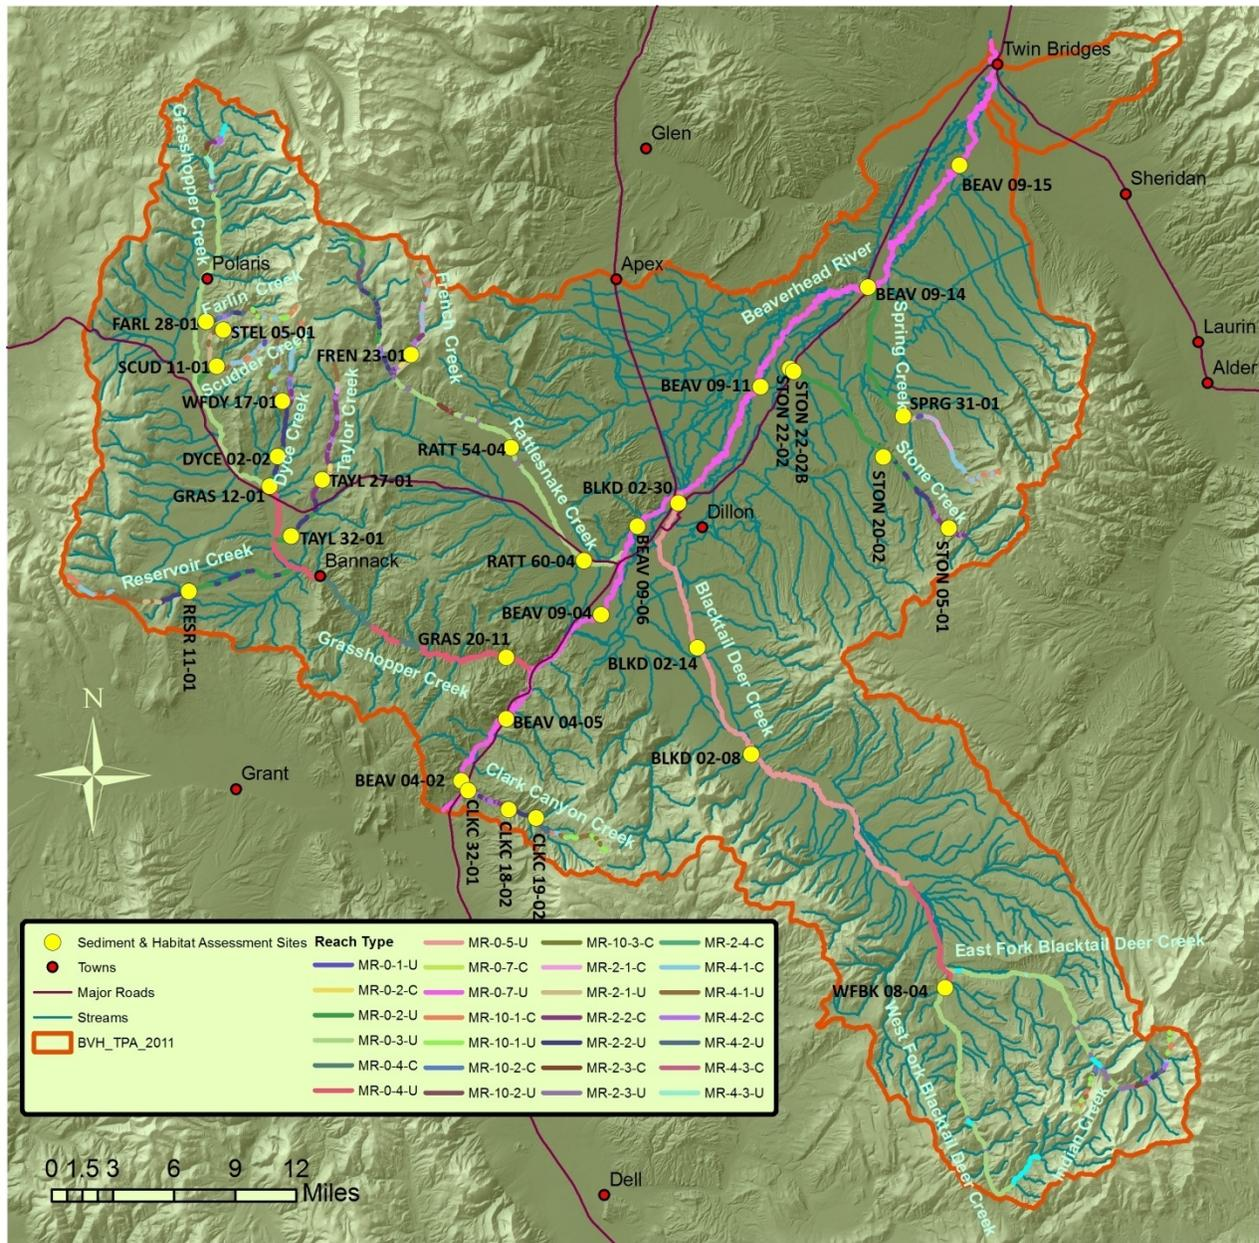 Twin Bridges
Glen
Sheridan
BEAV 09-15
Grasshopper Creek
Polaris
Apex
Beaverhead River
BEAV 09-14
Farlin Creek
French Creek
Spring Creek
FARL 28-01
STEL 05-01
Laurin
FREN 23-01
SCUD 11-01
Scudder Creek
Alder
BEAV 09-11
STON 22-02
STON 22-02B
WFDY 17-01
SPRG 31-01
Dyce Creek
Taylor Creek
Rattlesnake Creek
RATT 54-04
Stone Creek
DYCE 02-02
TAYL 27-01
GRAS 12-01
BLKD 02-30
STON 20-02
Dillon
TAYL 32-01
STON 05-01
Bannack
RATT 60-04
BEAV 09-06
Reservoir Creek
RESR 11-01
BEAV 09-04
Blacktail Deer Creek
GRAS 20-11
BLKD 02-14
Grasshopper Creek
N
BEAV 04-05
BLKD 02-08
Grant
BEAV 04-02
Clark Canyon Creek
CLKC 32-01
CLKC 18-02
CLKC 19-02
East Fork Blacktail Deer Creek
WFBK 08-04
West Fork Blacktail Deer Creek
Indian Creek
Sediment & Habitat Assessment Sites
Towns
Major Roads
Streams
BVH_TPA_2011
Reach Type
MR-0-1-U
MR-0-2-C
MR-0-2-U
MR-0-3-U
MR-0-4-C
MR-0-4-U
MR-0-5-U
MR-0-7-C
MR-0-7-U
MR-10-1-C
MR-10-1-U
MR-10-2-C
MR-10-2-U
MR-10-3-C
MR-2-1-C
MR-2-1-U
MR-2-2-C
MR-2-2-U
MR-2-3-C
MR-2-3-U
MR-2-4-C
MR-4-1-C
MR-4-1-U
MR-4-2-C
MR-4-2-U
MR-4-3-C
MR-4-3-U
0 1.5 3 6 9 12
Miles
Dell